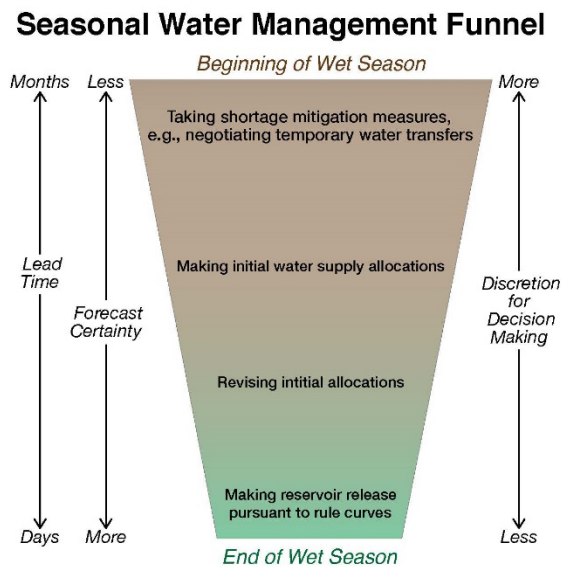 Seasonal Water Management Funnel
Beginning of Wet Season
Months
Less
More
Taking shortage mitigation measures,
e.g., negotiating temporary water transfers
Lead
Time
Making initial water supply allocations
Forecast
Certainty
Discretion
for
Decision
Making
Revising intitial allocations
Making reservoir release
pursuant to rule curves
Days
More
Less
End of Wet Season